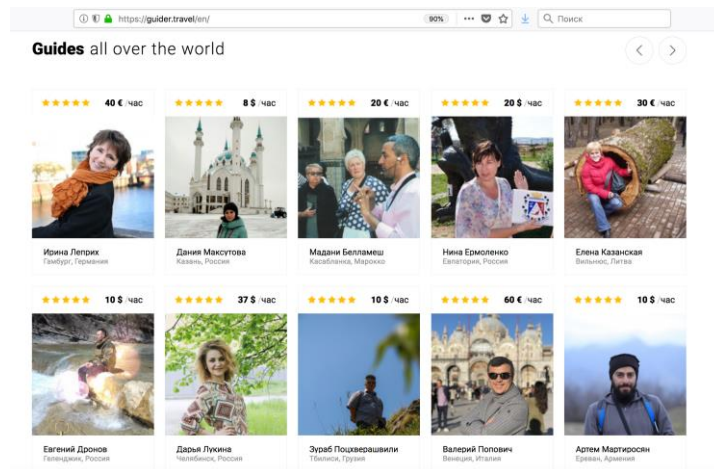 https://guider.travel/en/
90%
Поиск
Guides all over the world
40 € /час
8 $ /час
20 € /час
20 $ /час
30 € /час
Ирина Леприх
Дания Максутова
Мадани Белламеш
Нина Ермоленко
Елена Казанская
Гамбург, Германия
Казань, Россия
Касабланка, Марокко
Евпатория, Россия
Вильнюс, Литва
10 $ /час
37 $ /час
10 $ /час
60 € /час
10 $ /час
Евгений Дронов
Дарья Лукина
Зураб Поцхверашвили
Валерий Попович
Артем Мартиросян
Геленджик, Россия
Челябинск, Россия
Тбилиси, Грузия
Венеция, Италия
Ереван, Армения